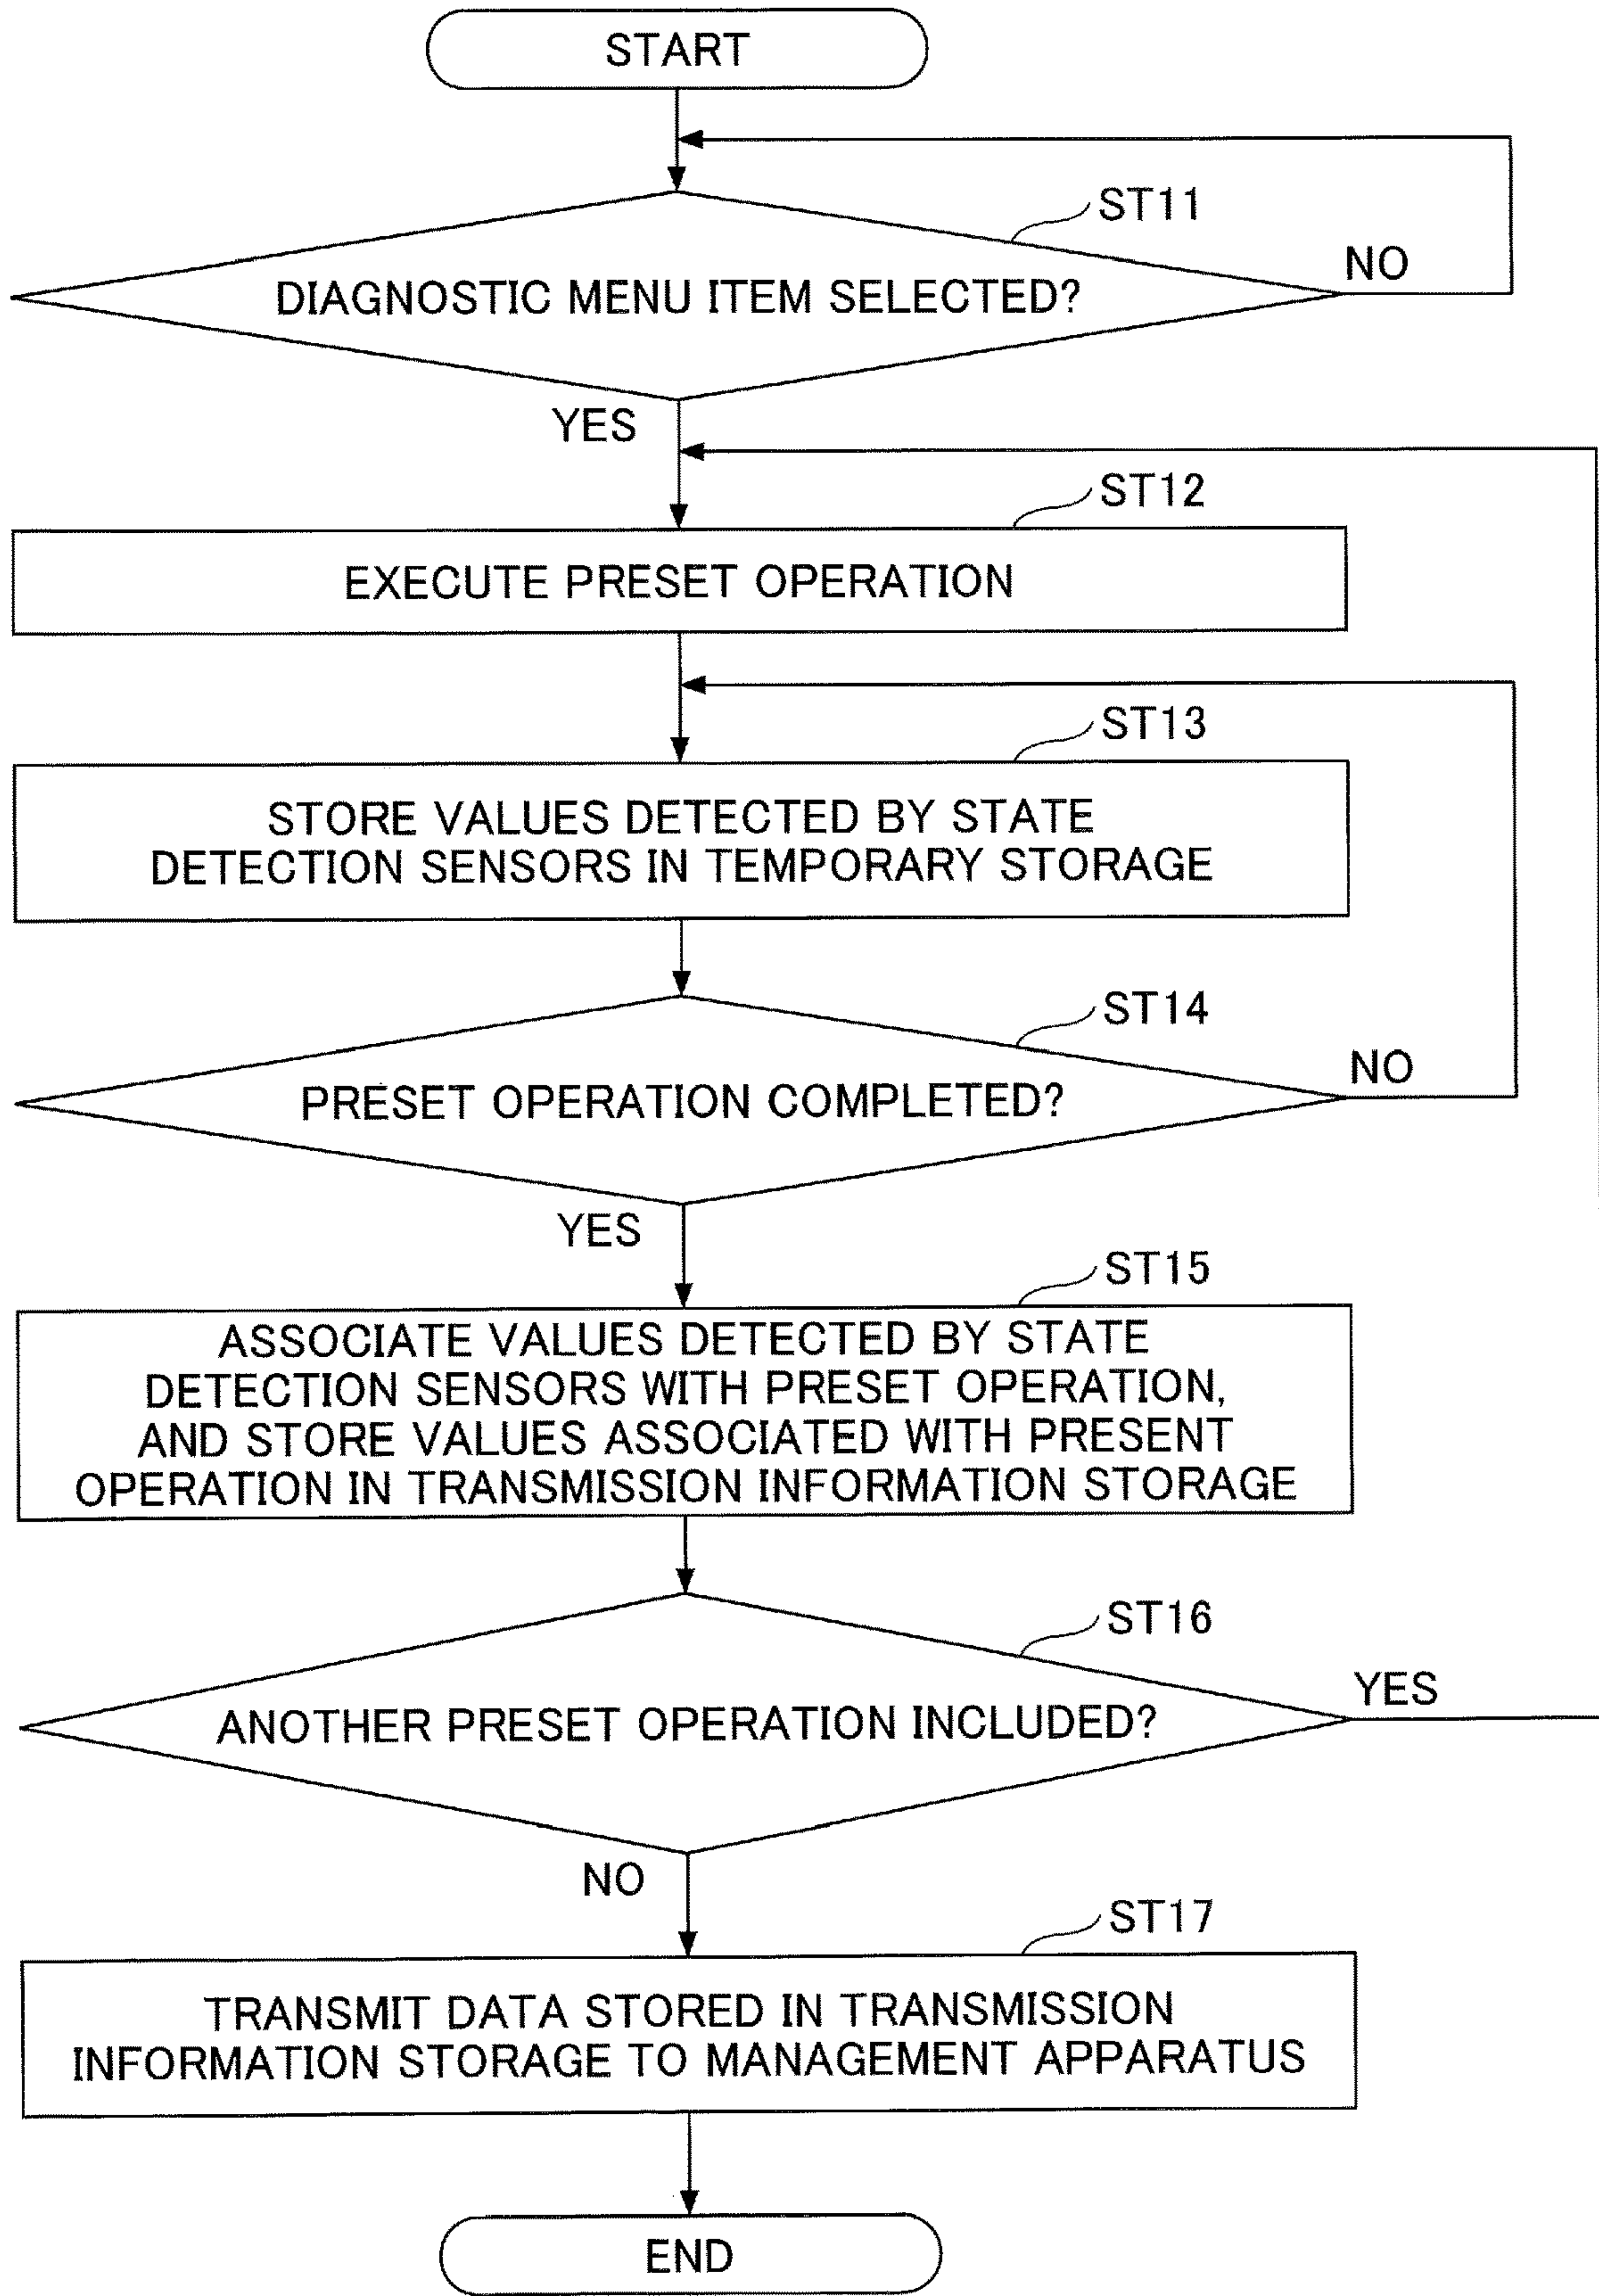 START
ST11
NO
DIAGNOSTIC MENU ITEM SELECTED?
YES
ST12
EXECUTE PRESET OPERATION
ST13
STORE VALUES DETECTED BY STATE
DETECTION SENSORS IN TEMPORARY STORAGE
ST14
NO
PRESET OPERATION COMPLETED?
YES
ST15
ASSOCIATE VALUES DETECTED BY STATE
DETECTION SENSORS WITH PRESET OPERATION,
AND STORE VALUES ASSOCIATED WITH PRESENT
OPERATION IN TRANSMISSION INFORMATION STORAGE
ST16
YES
ANOTHER PRESET OPERATION INCLUDED?
NO
ST17
TRANSMIT DATA STORED IN TRANSMISSION
INFORMATION STORAGE TO MANAGEMENT APPARATUS
END